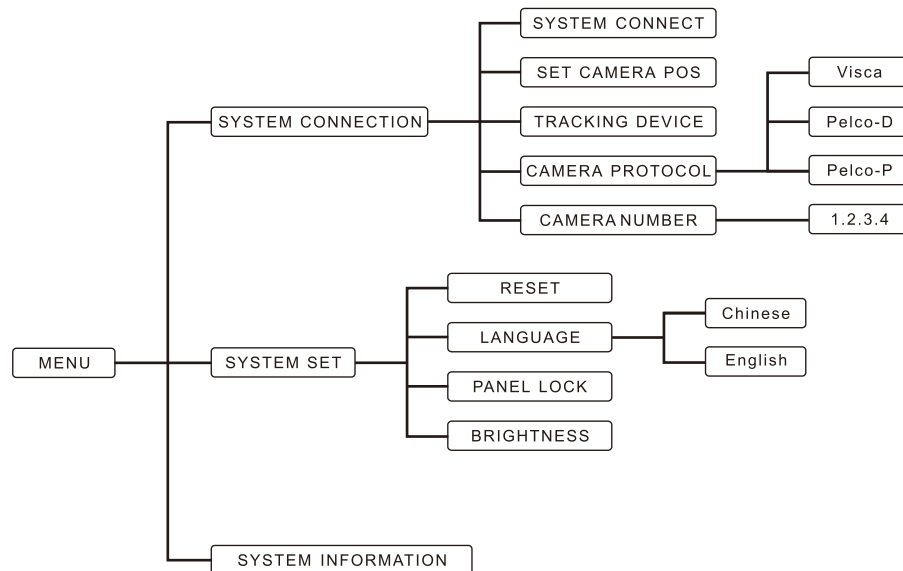 SYSTEM CONNECT
SET CAMERA POS
Visca
SYSTEM CONNECTION
TRACKING DEVICE
Pelco-D
CAMERA PROTOCOL
Pelco-P
CAMERA NUMBER
1.2.3.4
RESET
Chinese
LANGUAGE
MENU
SYSTEM SET
English
PANEL LOCK
BRIGHTNESS
SYSTEM INFORMATION